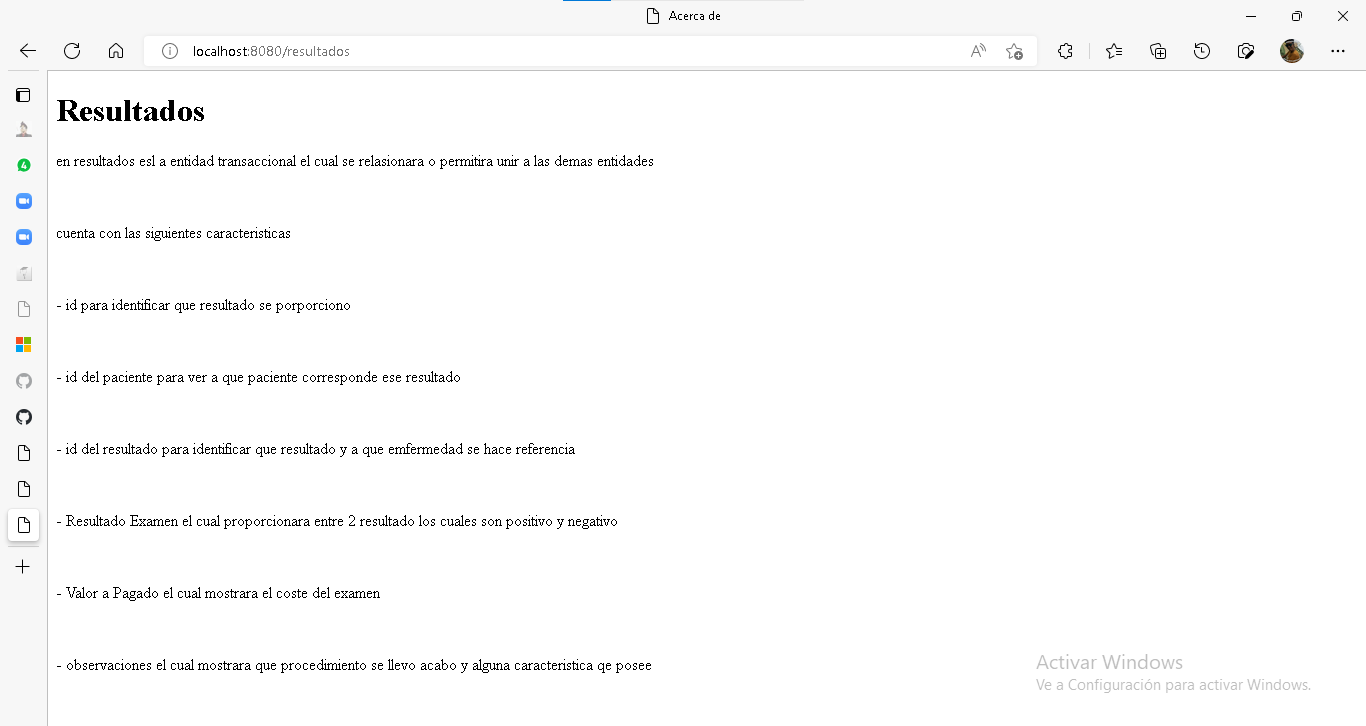 Acerca de
localhost:8080/resultados
A
4
Resultados
en resultados esl a entidad transaccional el cual se relasionara o permitira unir a las demas entidades
cuenta con las siguientes caracteristicas
- id para identificar que resultado se porporciono
- id del paciente para ver a que paciente corresponde ese resultado
- id del resultado para identificar que resultado y a que emfermedad se hace referencia
- Resultado Examen el cual proporcionara entre 2 resultado los cuales son positivo y negativo
- Valor a Pagado el cual mostrara el coste del examen
- observaciones el cual mostrara que procedimiento se llevo acabo y alguna caracteristica qe posee
Activar Windows
Ve a Configuración para activar Windows.